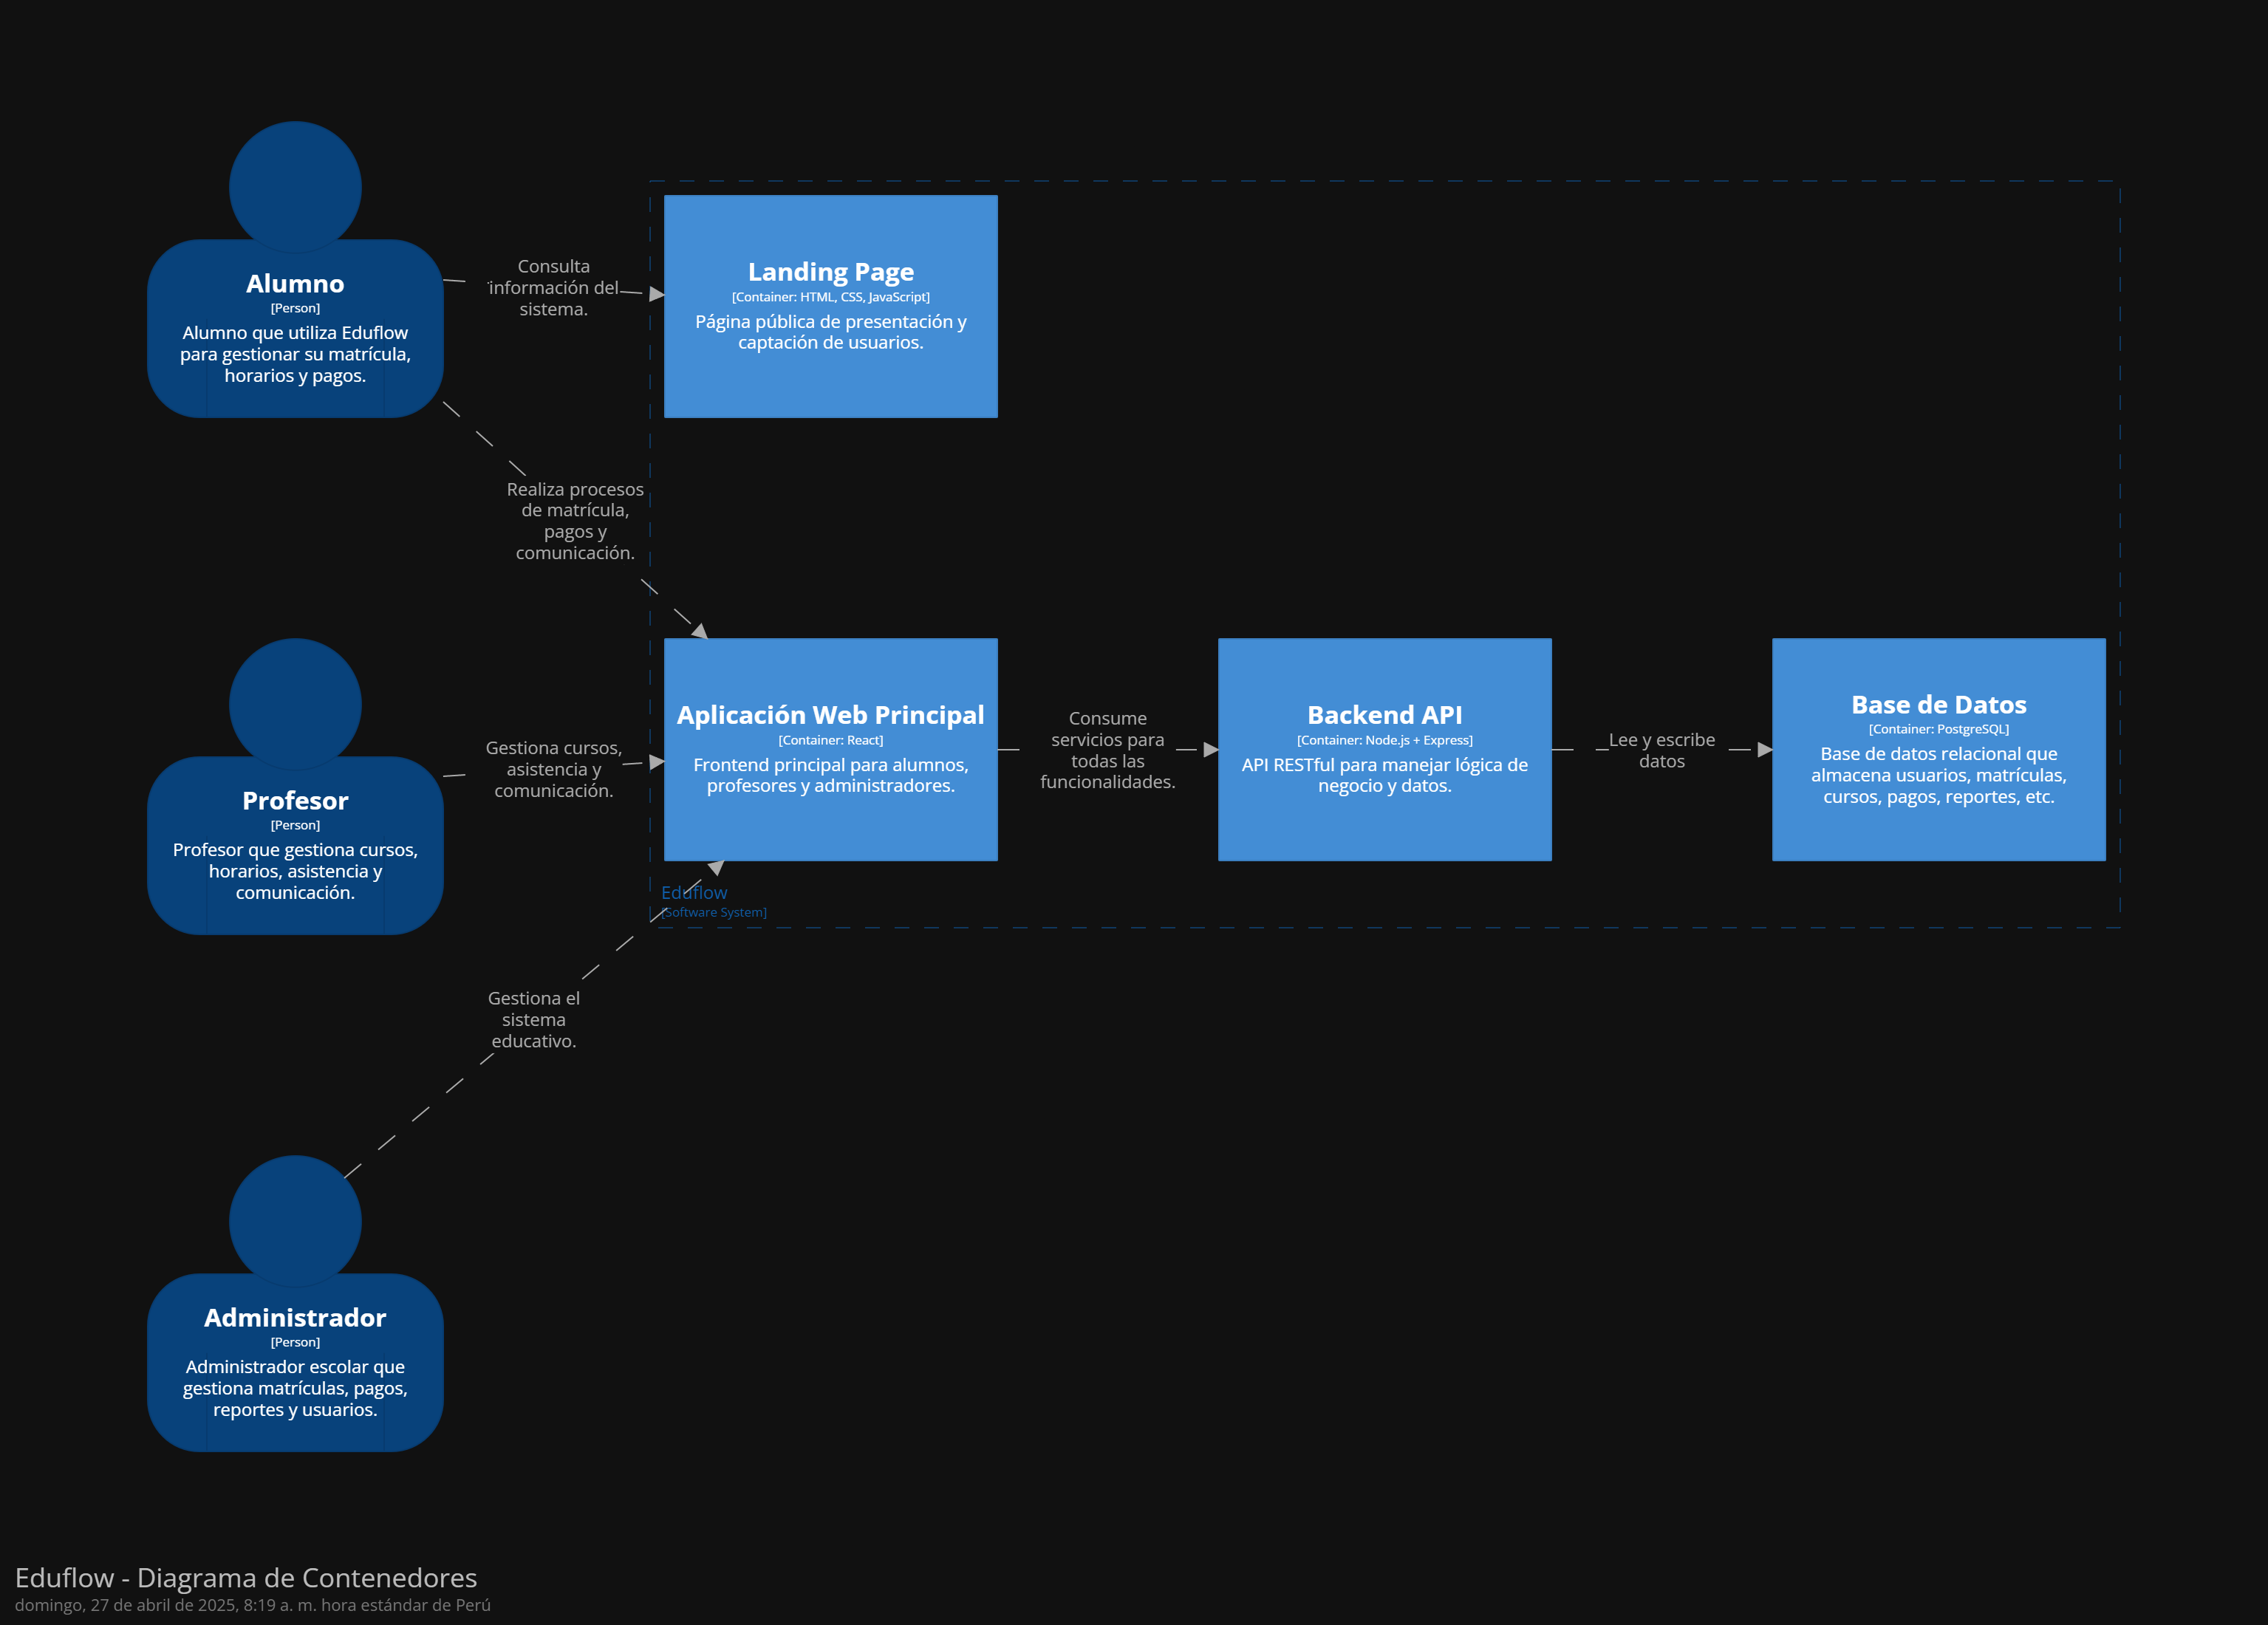 Alumno
[Person]
Alumno que utiliza Eduflow
para gestionar su matrícula,
horarios y pagos.
Consulta
información del
sistema.
Landing Page
[Container: HTML, CSS, JavaScript]
Página pública de presentación y
captación de usuarios.
Realiza procesos
de matrícula,
pagos y
comunicación.
Profesor
[Person]
Profesor que gestiona cursos,
horarios, asistencia y
comunicación.
Gestiona cursos,
asistencia y
comunicación.
Aplicación Web Principal
[Container: React]
Frontend principal para alumnos,
profesores y administradores.
Consume
servicios para
todas las
funcionalidades.
Backend API
[Container: Node.js + Express]
API RESTful para manejar lógica de
negocio y datos.
Lee y escribe
datos
Base de Datos
[Container: PostgreSQL]
Base de datos relacional que
almacena usuarios, matrículas,
cursos, pagos, reportes, etc.
Eduflow
[Software System]
Gestiona el
sistema
educativo.
Administrador
[Person]
Administrador escolar que
gestiona matrículas, pagos,
reportes y usuarios.
Eduflow - Diagrama de Contenedores
domingo, 27 de abril de 2025, 8:19 a. m. hora estándar de Perú